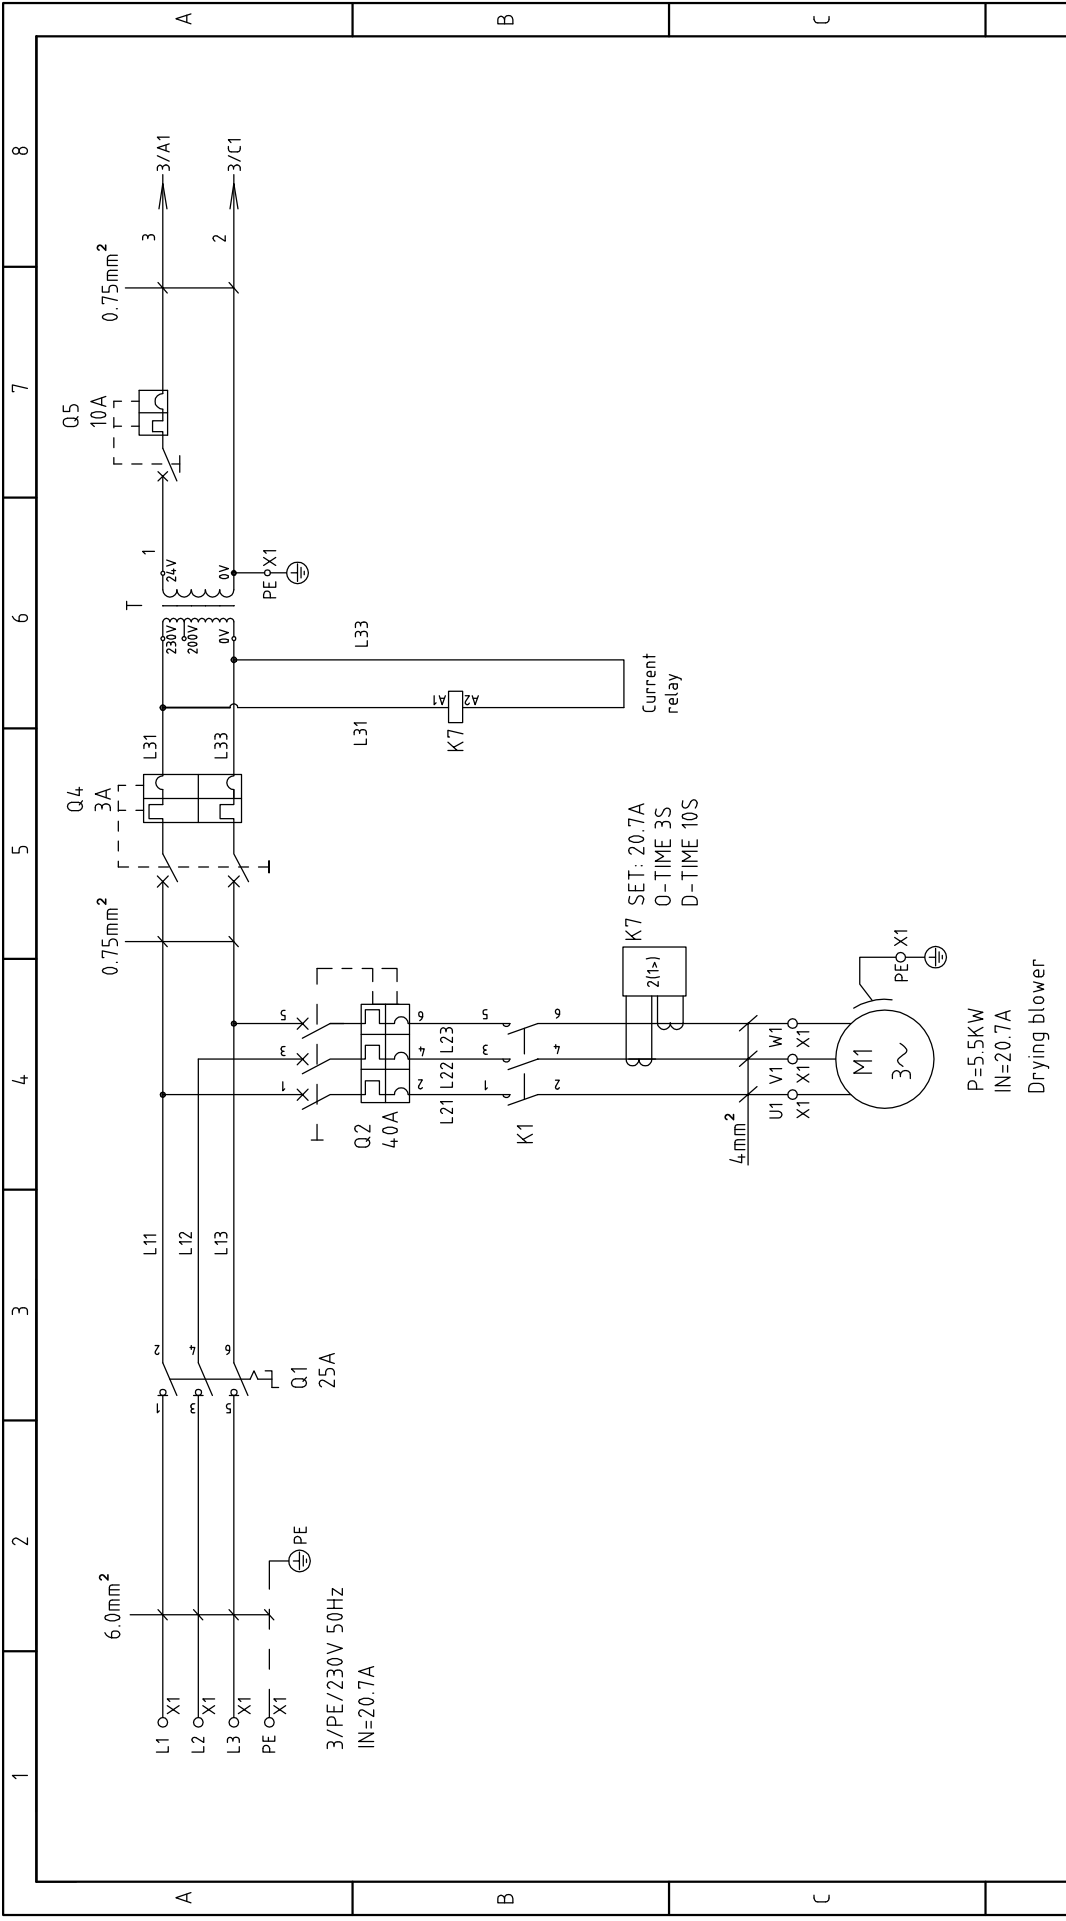 1
2
3
4
5
6
7
8
A
B
C
A
B
C
L1
X1
L2
X1
L3
X1
PE
X1
3/PE/230V 50Hz
IN=20.7A
6.0mm²
PE
1
2
3
4
5
6
Q1
25A
L11
L12
L13
1
3
5
Q2
40A
2
4
6
L21
L22
L23
1
3
5
K1
2
4
6
K7
SET: 20.7A
O-TIME 3S
D-TIME 10S
2(1>)
4mm²
U1
V1
W1
X1
X1
X1
PE
X1
M1
3~
P=5.5KW
IN=20.7A
Drying blower
0.75mm²
Q4
3A
L31
L33
L31
L33
K7
A1
A2
Current
relay
T
230V
200V
0V
24V
0V
1
PE
X1
Q5
10A
0.75mm²
3
2
3/A1
3/C1